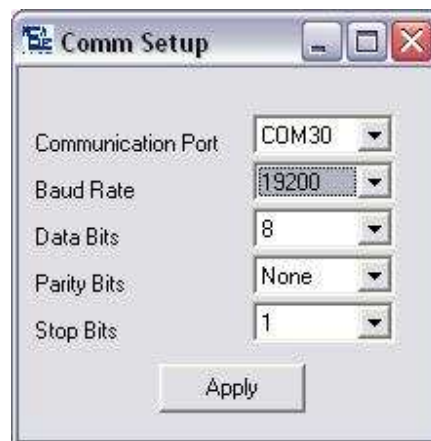 Comm Setup
Communication Port COM30
Baud Rate 19200
Data Bits 8
Parity Bits None
Stop Bits 1
Apply